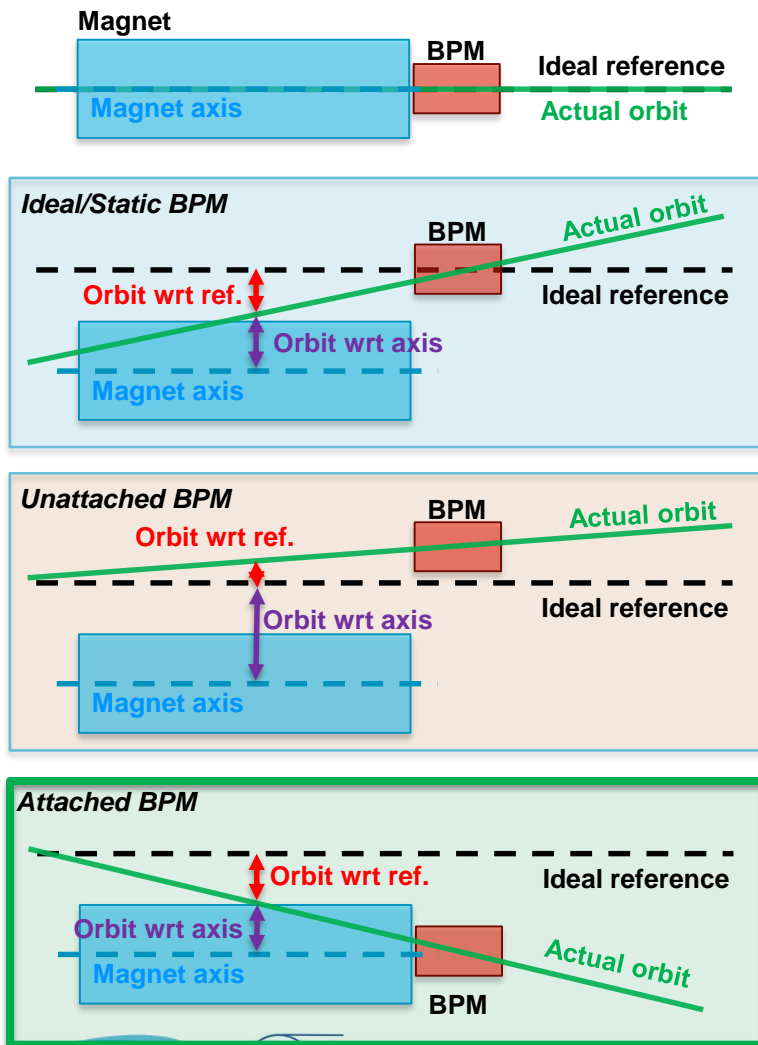 Magnet
BPM
Ideal reference
Magnet axis
Actual orbit
Ideal/Static BPM
BPM
Actual orbit
Orbit wrt ref.
Ideal reference
Orbit wrt axis
Magnet axis
Unattached BPM
BPM
Actual orbit
Orbit wrt ref.
Ideal reference
Orbit wrt axis
Magnet axis
Attached BPM
Orbit wrt ref.
Ideal reference
Orbit wrt axis
Magnet axis
Actual orbit
BPM